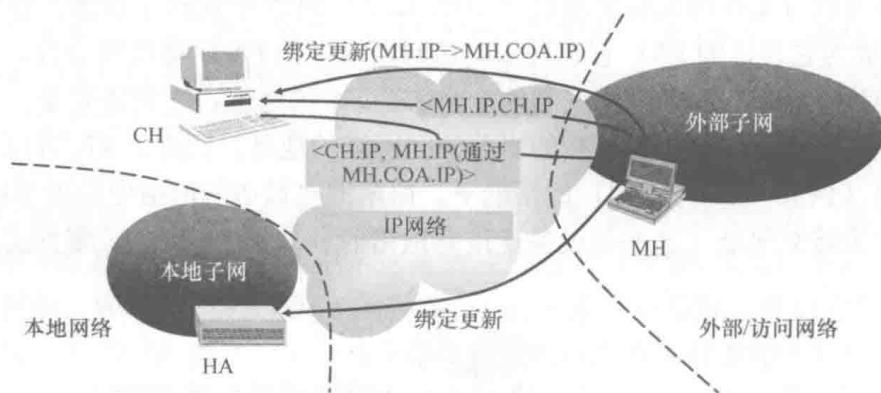 绑定更新(MH.IP->MH.COA.IP)
<MH.IP,CH.IP
CH
外部子网
<CH.IP, MH.IP(通过
MH.COA.IP)>
IP网络
MH
本地子网
本地网络
绑定更新
外部/访问网络
HA